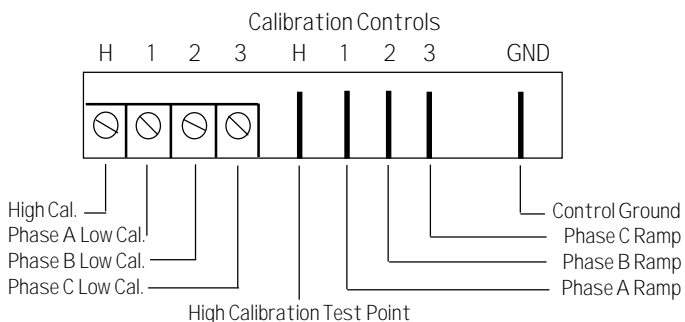 Calibration Controls
H 1 2 3 H 1 2 3 GND
High Cal.
Phase A Low Cal.
Phase B Low Cal.
Phase C Low Cal.
Control Ground
Phase C Ramp
Phase B Ramp
Phase A Ramp
High Calibration Test Point